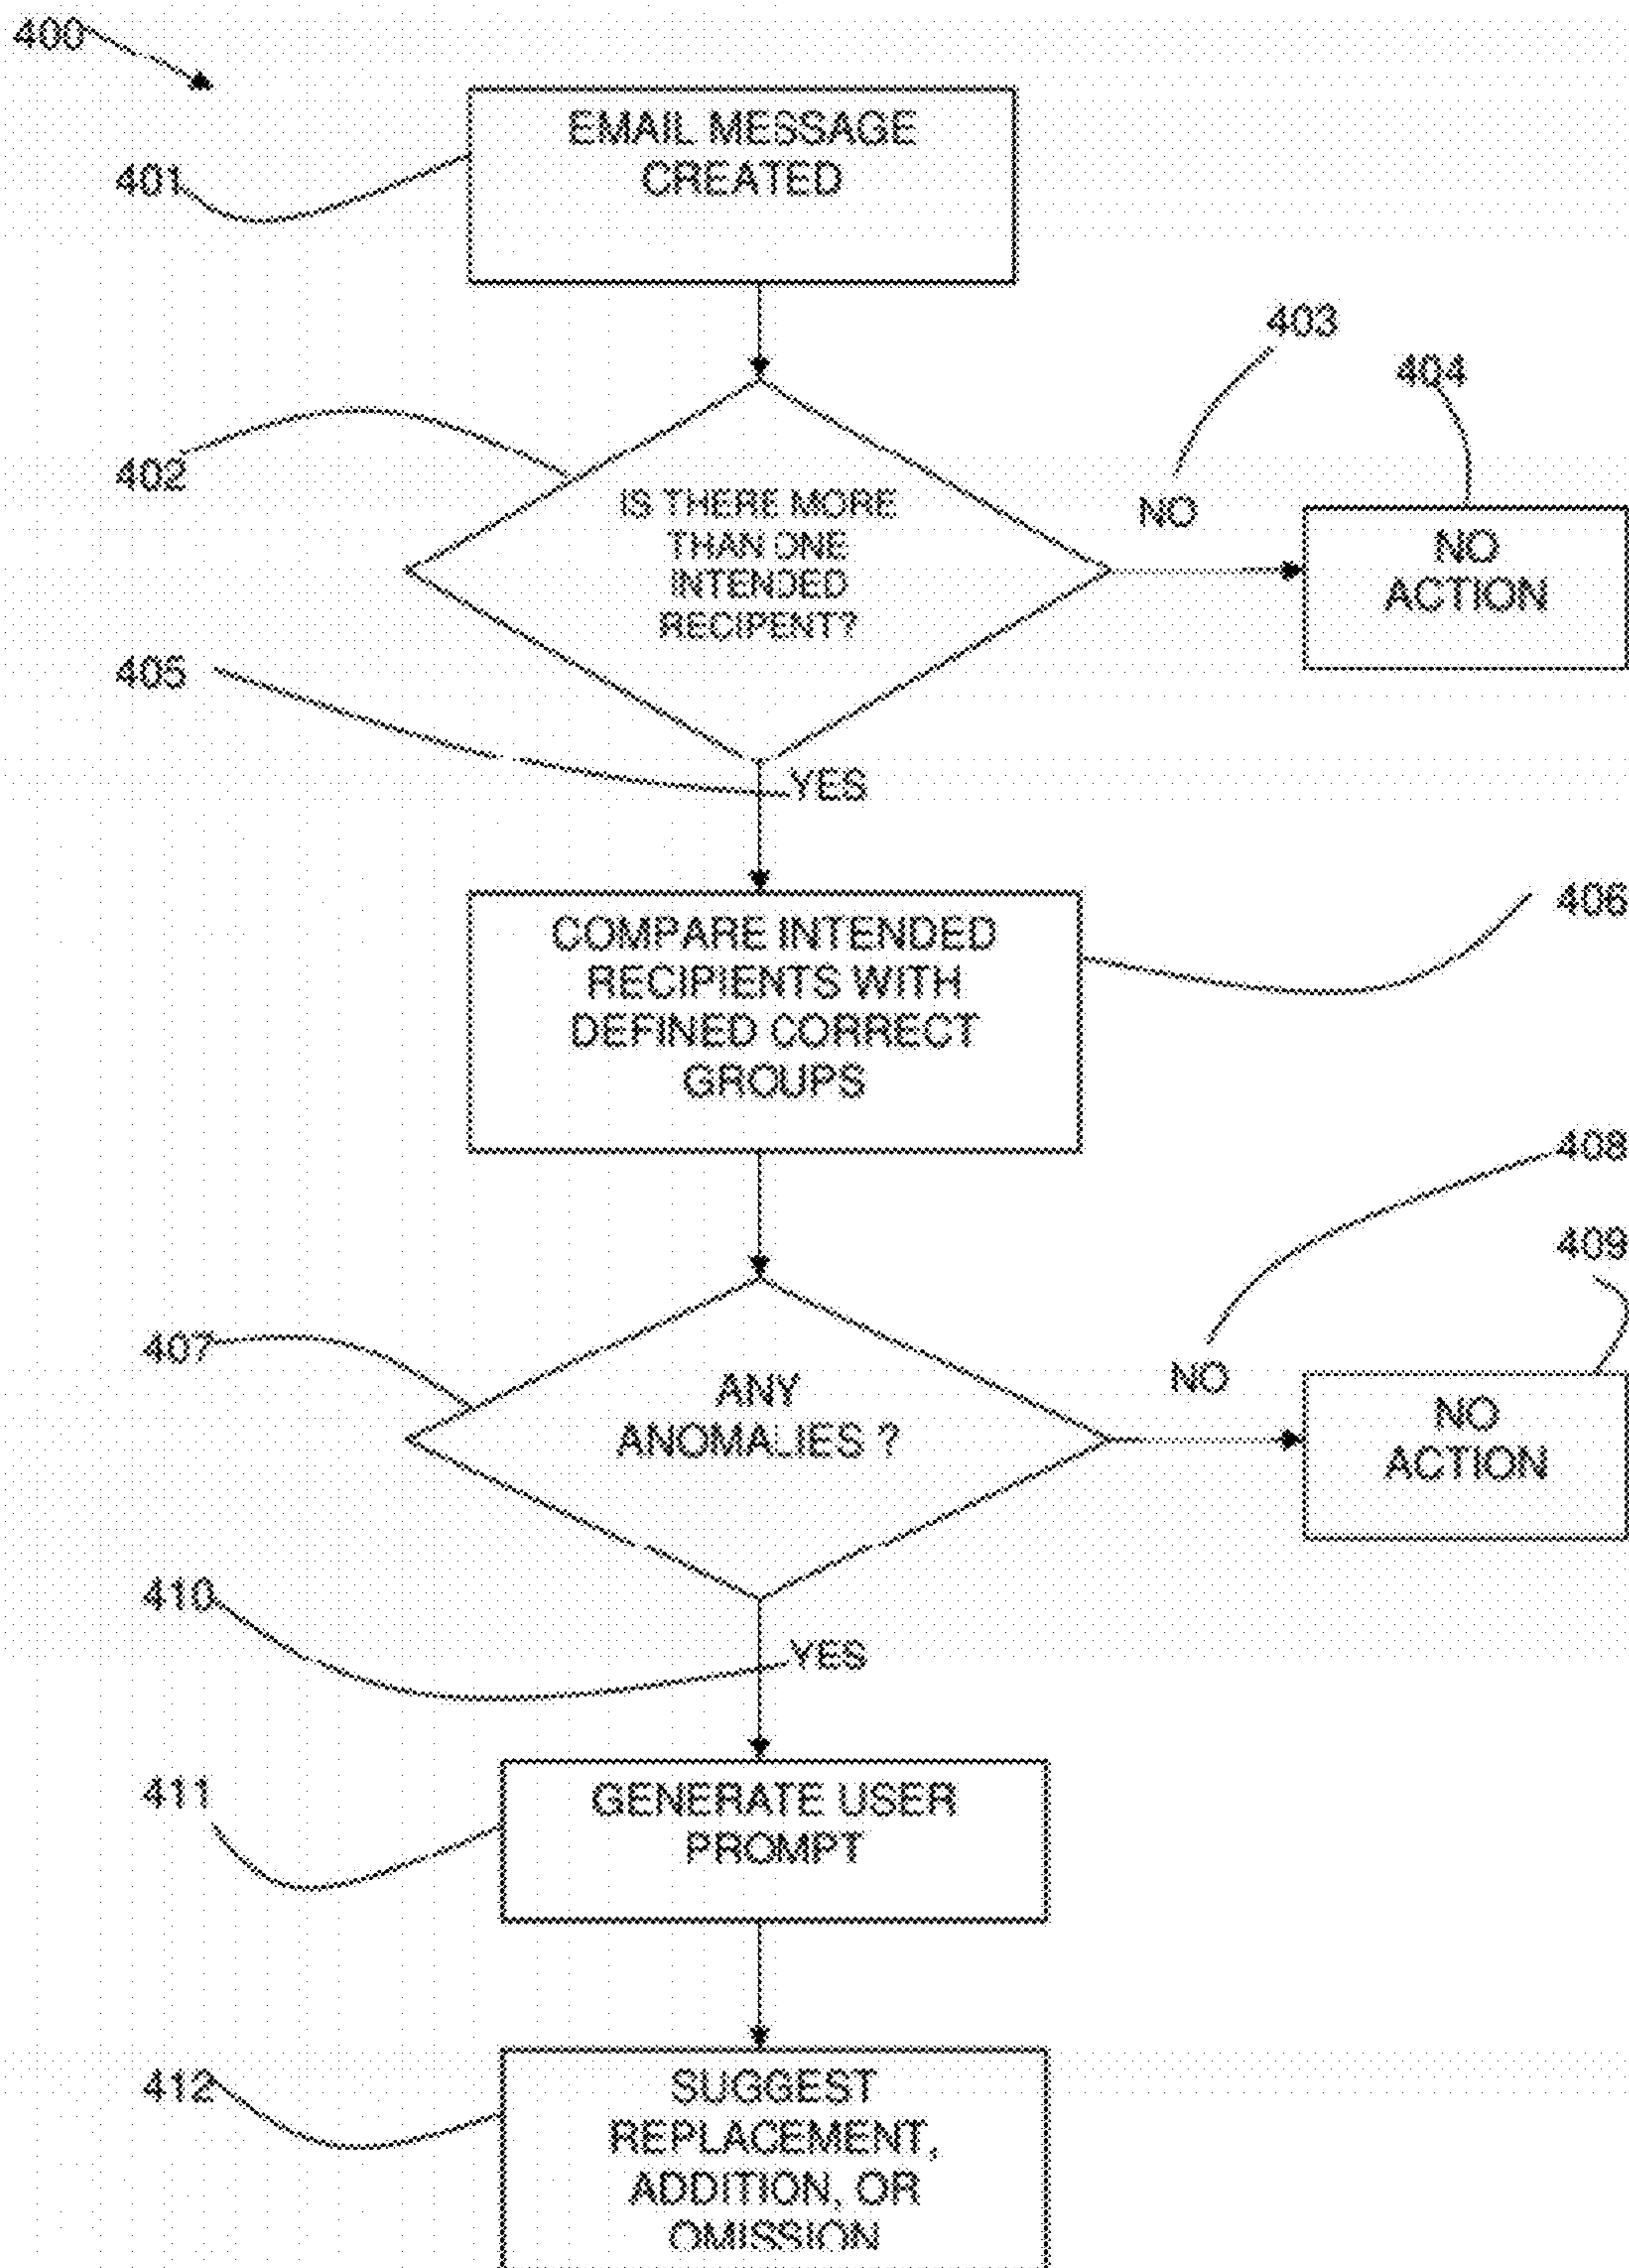 400
EMAIL MESSAGE
CREATED
401
403
404
402
IS THERE MORE
THAN ONE
INTENDED
RECIPENT?
NO
NO
ACTION
405
YES
COMPARE INTENDED
RECIPIENTS WITH
DEFINED CORRECT
GROUPS
406
408
409
407
ANY
ANOMALIES ?
NO
NO
ACTION
410
YES
411
GENERATE USER
PROMPT
412
SUGGEST
REPLACEMENT,
ADDITION, OR
OMISSION